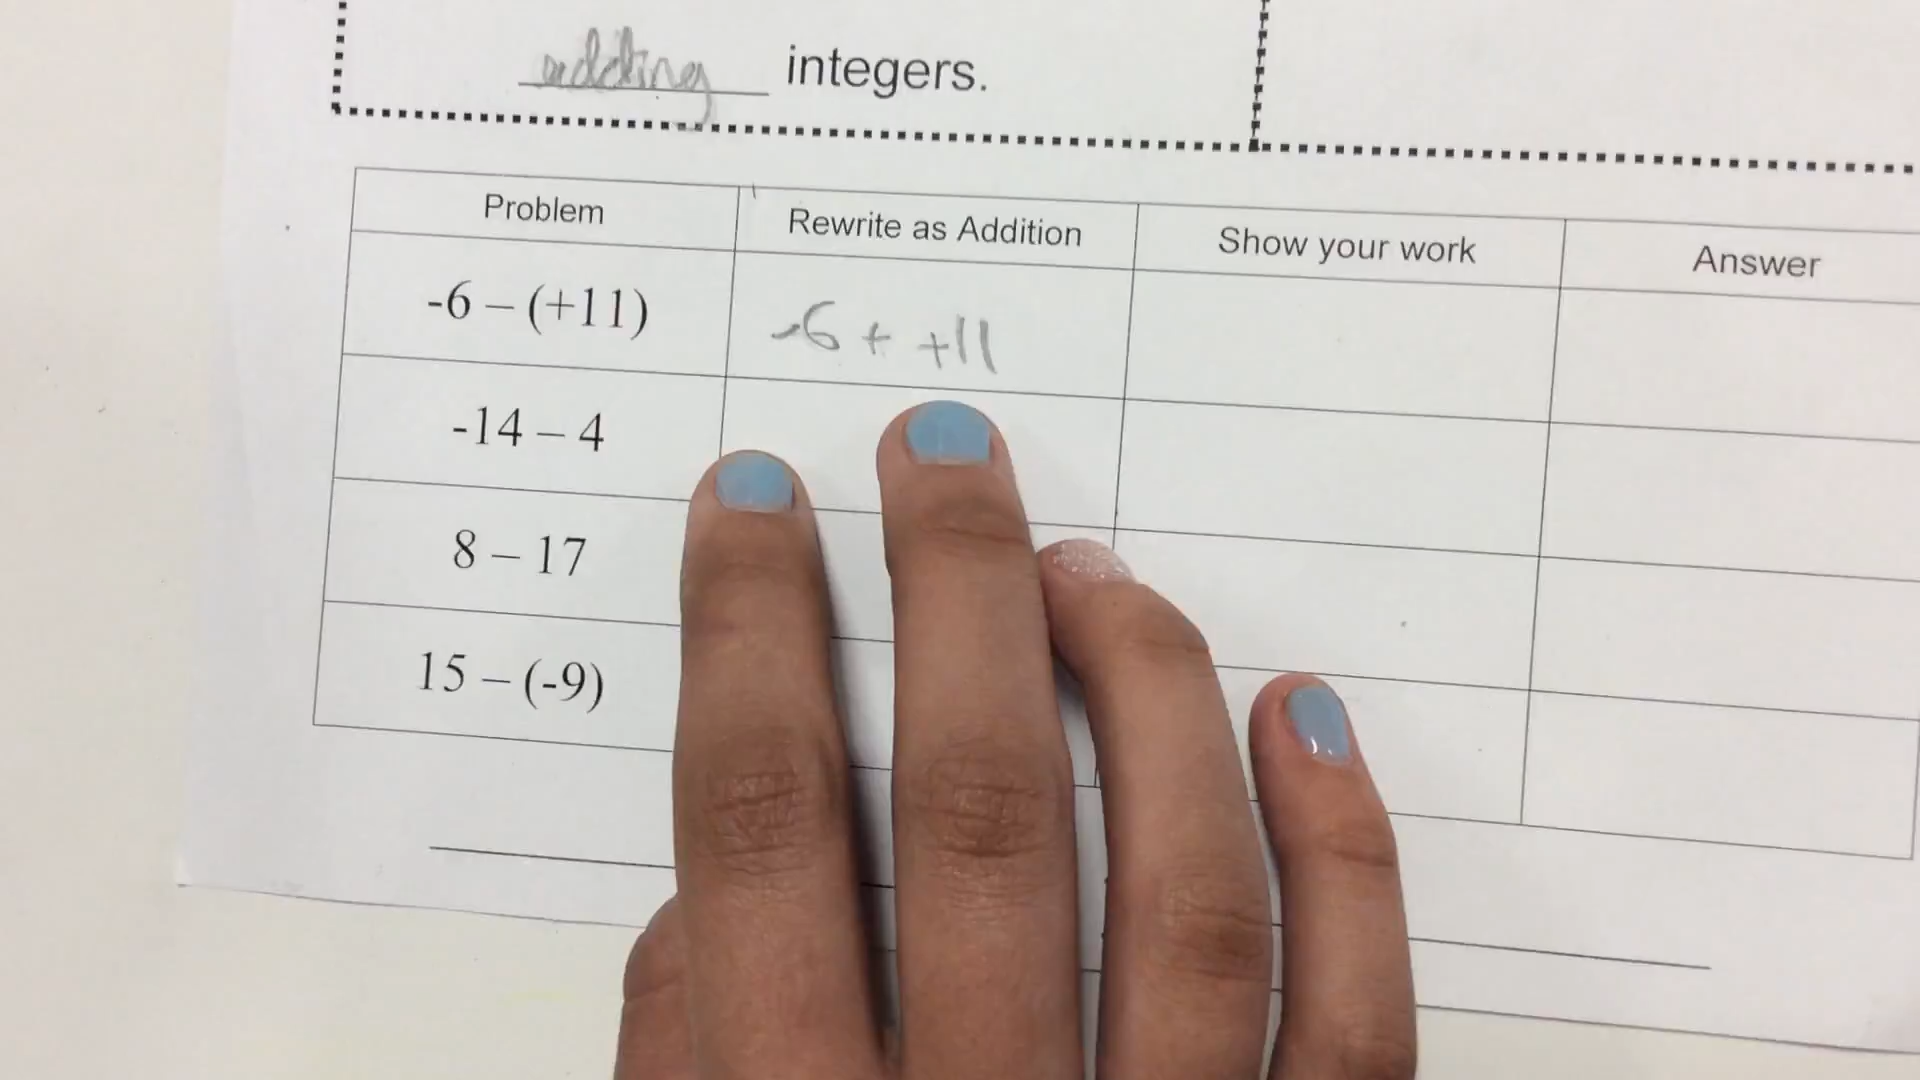 adding integers.
Problem Rewrite as Addition Show your work Answer
-6 – (+11) -6 + +11
-14 – 4
8 – 17
15 – (-9)